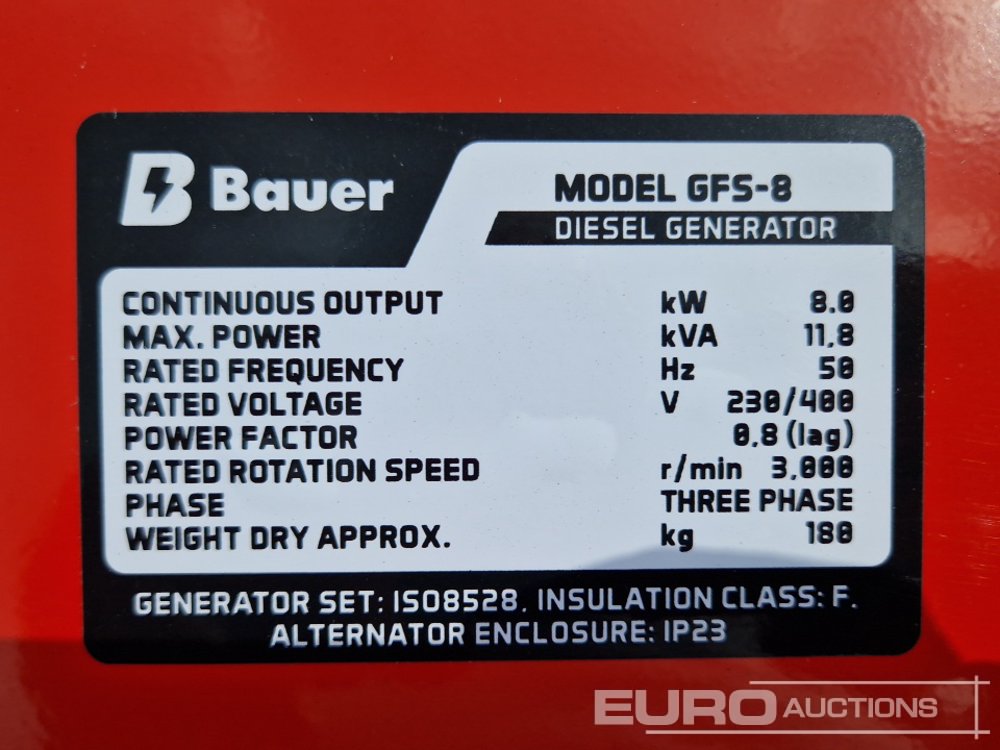 Bauer
MODEL GFS-8
DIESEL GENERATOR
CONTINUOUS OUTPUT kW 8.0
MAX. POWER kVA 11,8
RATED FREQUENCY Hz 50
RATED VOLTAGE V 230/400
POWER FACTOR 0,8 (lag)
RATED ROTATION SPEED r/min 3,000
PHASE THREE PHASE
WEIGHT DRY APPROX. kg 180
GENERATOR SET: ISO8528, INSULATION CLASS: F.
ALTERNATOR ENCLOSURE: IP23
EURO AUCTIONS